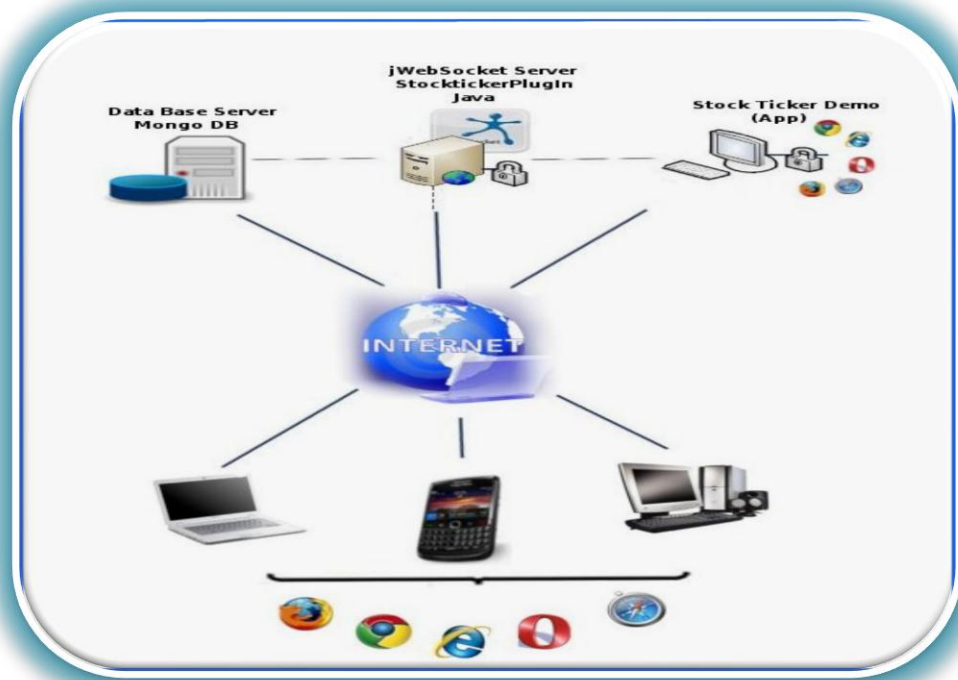 jWebSocket Server
StocktickerPlugIn
Java
Data Base Server
Mongo DB
Stock Ticker Demo
(App)
INTERNET